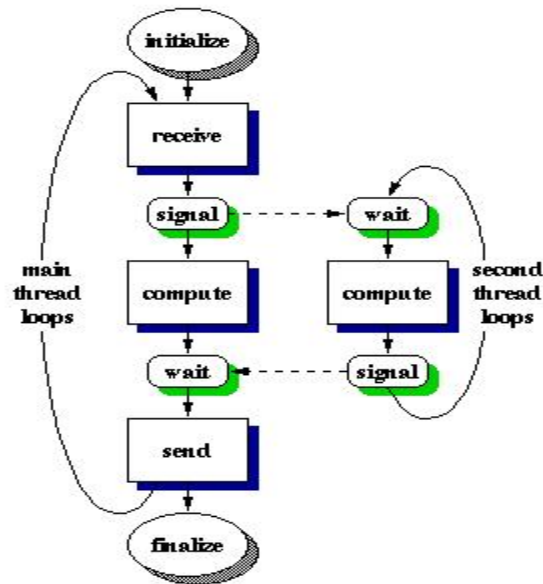 initialize
receive
signal
wait
main
thread
loops
compute
compute
second
thread
loops
wait
signal
send
finalize